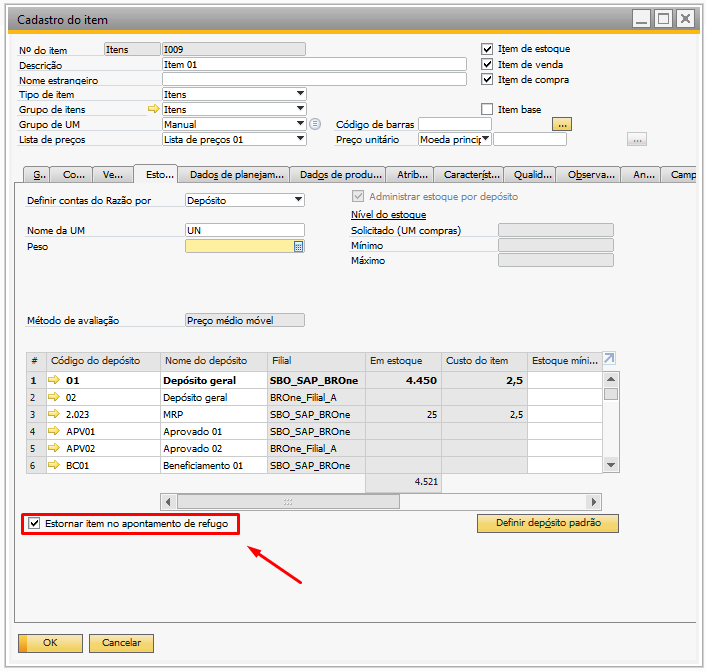 Cadastro do item
Nº do item Itens I009
Descrição Item 01
Nome estrangeiro
Tipo de item Itens
Grupo de itens Itens
Grupo de UM Manual
Lista de preços Lista de preços 01
Item de estoque
Item de venda
Item de compra
Item base
Código de barras ...
Preço unitário Moeda princip ...
G.. Co... Ve... Esto... Dados de planejam... Dados de produ... Atrib... Característ... Qualid... Observa... An... Camp
Definir contas do Razão por Depósito
Nome da UM UN
Peso
Método de avaliação Preço médio móvel
Administrar estoque por depósito
Nível do estoque
Solicitado (UM compras)
Mínimo
Máximo
# Código do depósito Nome do depósito Filial Em estoque Custo do item Estoque míni...
1 01 Depósito geral SBO_SAP_BROne 4.450 2,5
2 02 Depósito geral BROne_Filial_A
3 2.023 MRP SBO_SAP_BROne 25 2,5
4 APV01 Aprovado 01 SBO_SAP_BROne
5 APV02 Aprovado 02 BROne_Filial_A
6 BC01 Beneficiamento 01 SBO_SAP_BROne
4.521
Estornar item no apontamento de refugo
Definir depósito padrão
OK Cancelar